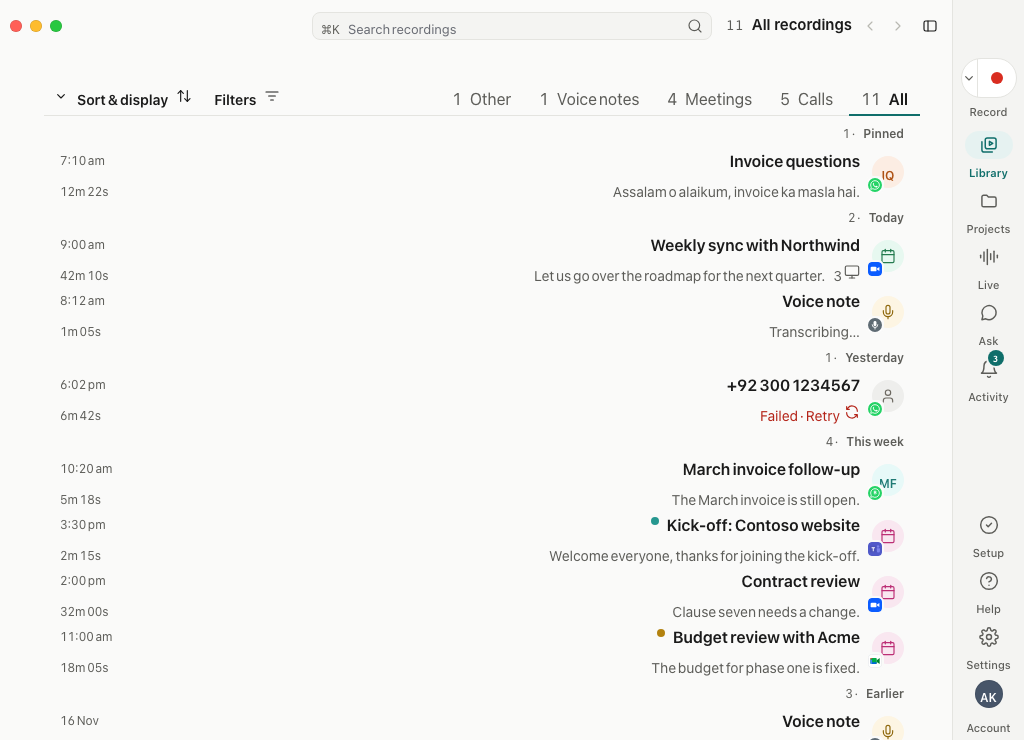 ⌘K Search recordings
11 All recordings
Sort & display
Filters
1 Other
1 Voice notes
4 Meetings
5 Calls
11 All
1 · Pinned
7:10 am
Invoice questions
IQ
12m 22s
Assalam o alaikum, invoice ka masla hai.
2 · Today
9:00 am
Weekly sync with Northwind
42m 10s
Let us go over the roadmap for the next quarter. 3
8:12 am
Voice note
1m 05s
Transcribing...
1 · Yesterday
6:02 pm
+92 300 1234567
6m 42s
Failed · Retry
4 · This week
10:20 am
March invoice follow-up
MF
5m 18s
The March invoice is still open.
3:30 pm
Kick-off: Contoso website
2m 15s
Welcome everyone, thanks for joining the kick-off.
2:00 pm
Contract review
32m 00s
Clause seven needs a change.
11:00 am
Budget review with Acme
18m 05s
The budget for phase one is fixed.
3 · Earlier
16 Nov
Voice note
Record
Library
Projects
Live
Ask
3
Activity
Setup
Help
Settings
AK
Account